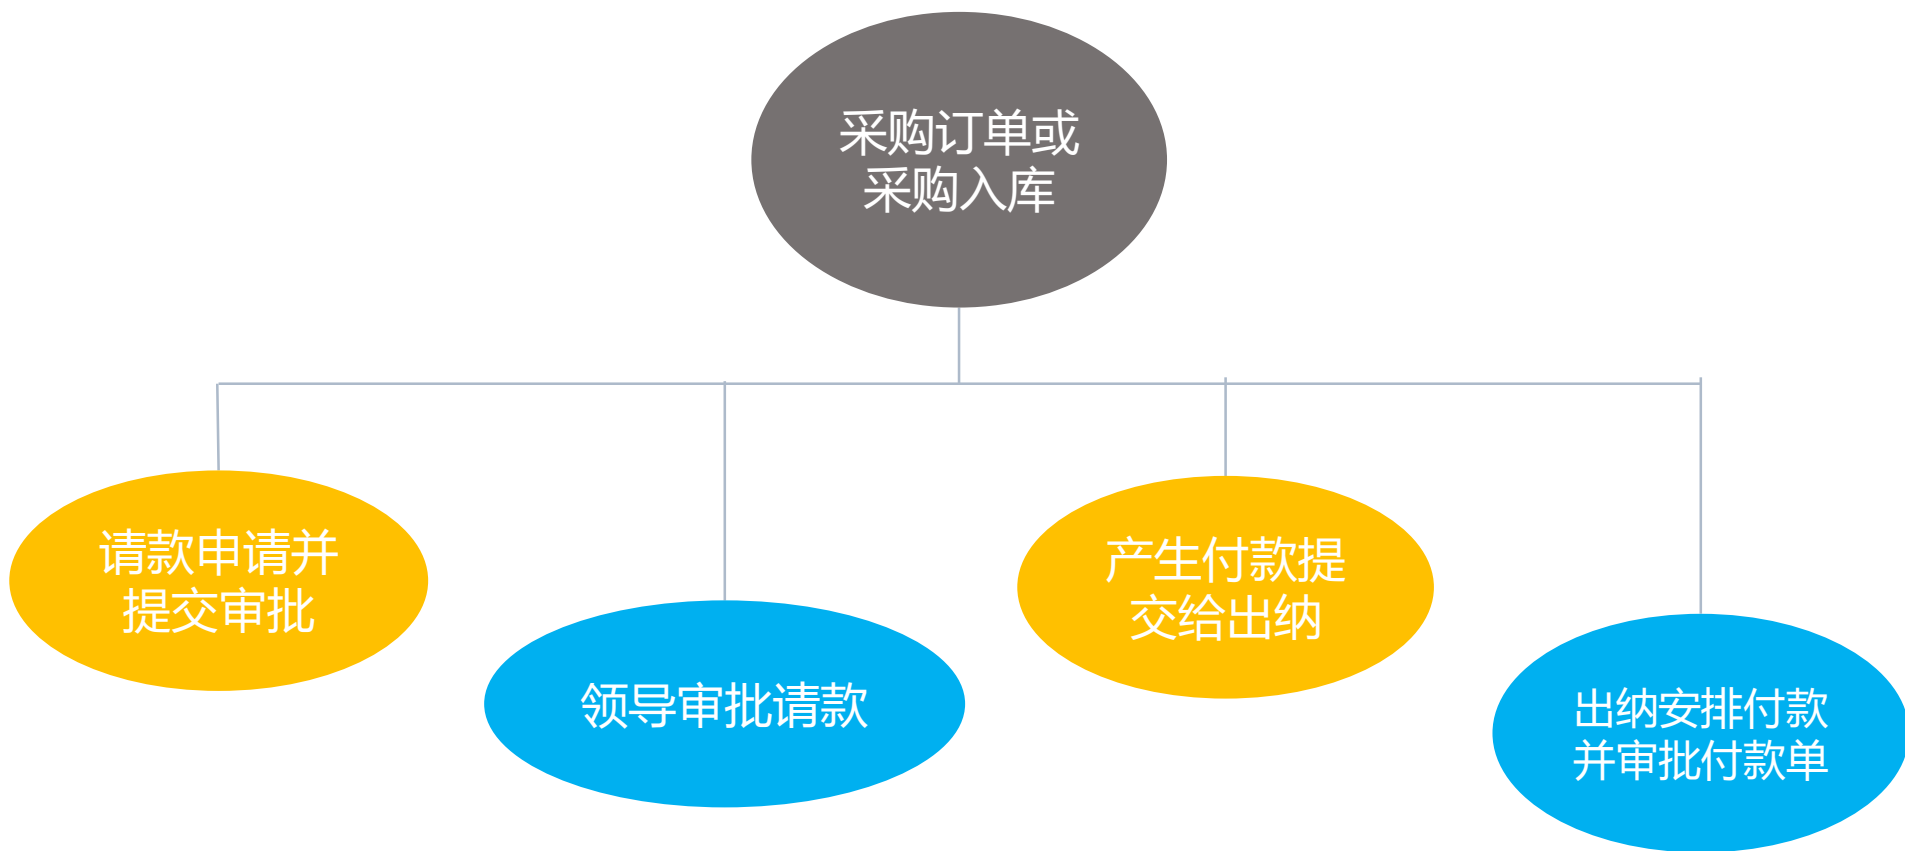 采购订单或
采购入库
请款申请并
提交审批
领导审批请款
产生付款提
交给出纳
出纳安排付款
并审批付款单